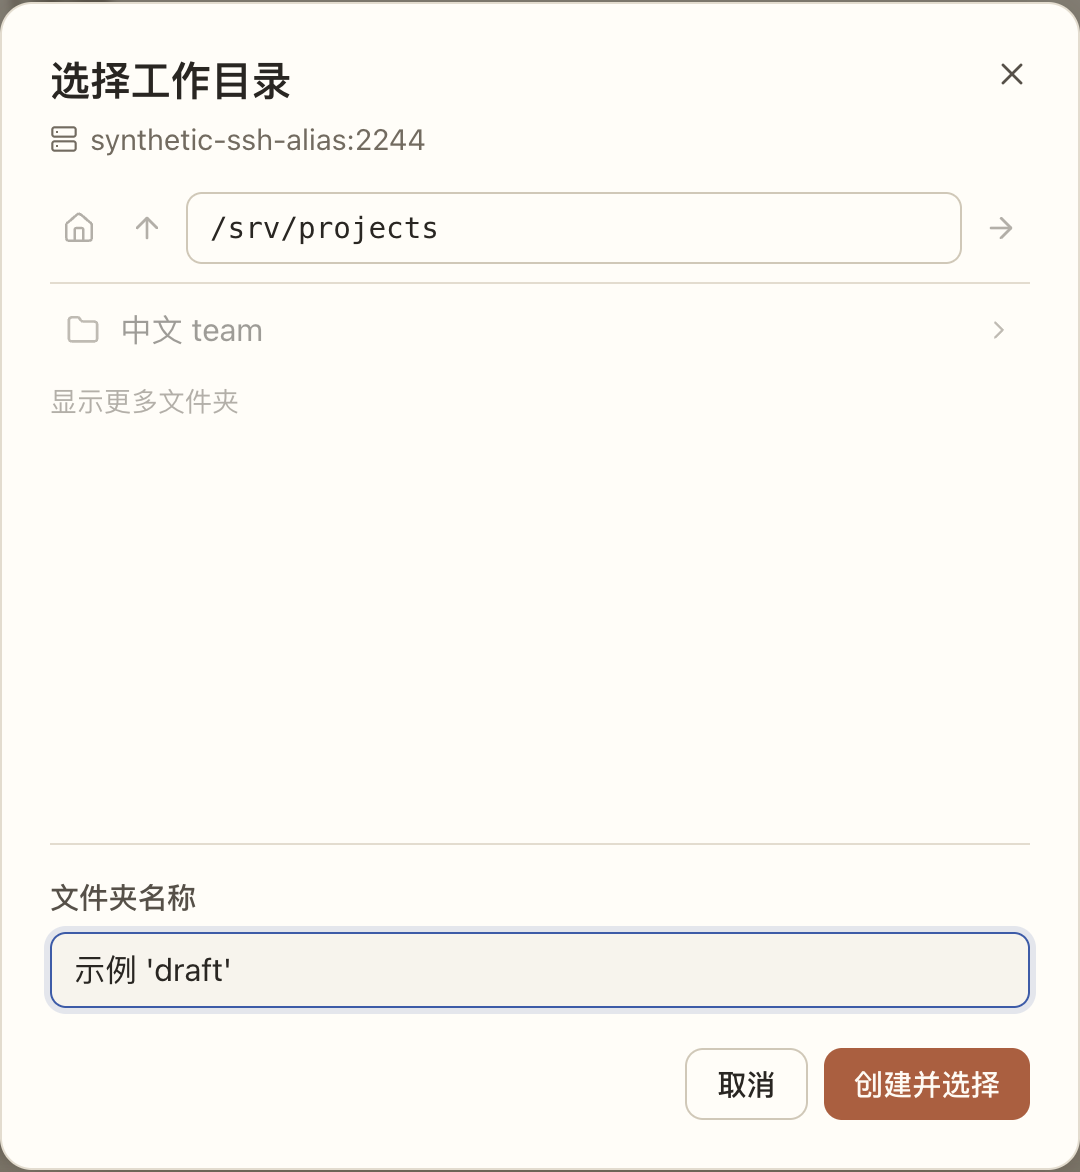 选择工作目录
synthetic-ssh-alias:2244
/srv/projects
中文 team
显示更多文件夹
文件夹名称
示例 'draft'
取消
创建并选择